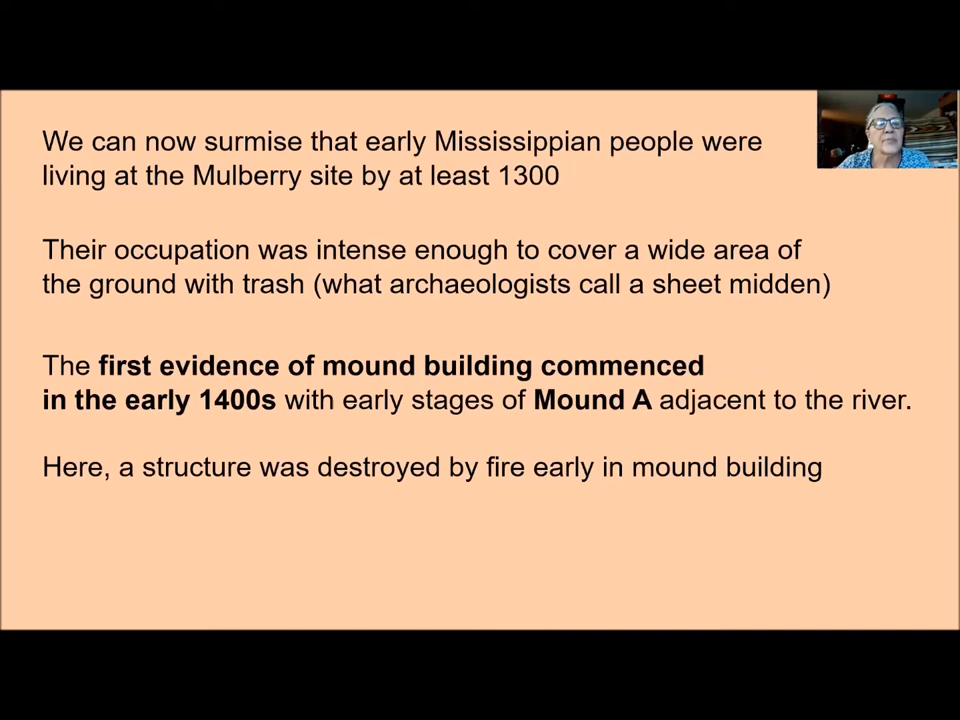 We can now surmise that early Mississippian people were
living at the Mulberry site by at least 1300
Their occupation was intense enough to cover a wide area of
the ground with trash (what archaeologists call a sheet midden)
The first evidence of mound building commenced
in the early 1400s with early stages of Mound A adjacent to the river.
Here, a structure was destroyed by fire early in mound building